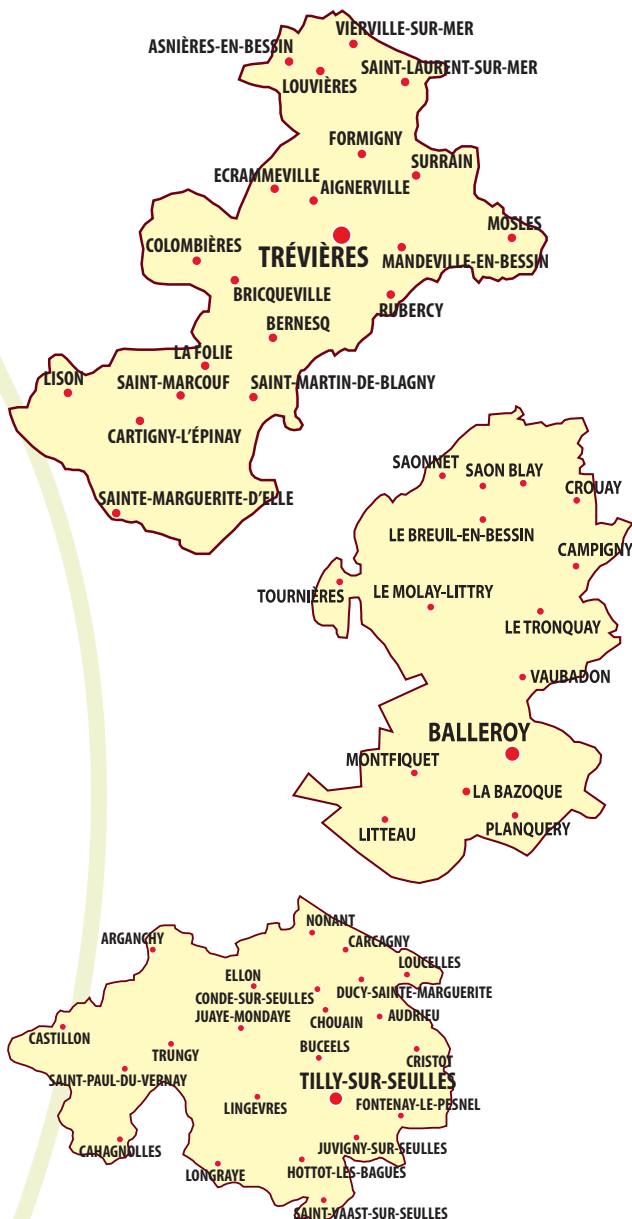 VIERVILLE-SUR-MER
ASNIÈRES-EN-BESSIN
SAINT-LAURENT-SUR-MER
LOUVIÈRES
FORMIGNY
SURRAIN
ECRAMMEVILLE
AIGNERVILLE
MOSLES
COLOMBIÈRES
TRÉVIÈRES
MANDEVILLE-EN-BESSIN
BRICQUEVILLE
RUBERCY
BERNESQ
LA FOLIE
LISON
SAINT-MARCOUF
SAINT-MARTIN-DE-BLAGNY
CARTIGNY-L'ÉPINAY
SAINTE-MARGUERITE-D'ELLE
SAONNET
SAON BLAY
CROUAY
LE BREUIL-EN-BESSIN
CAMPIGNY
TOURNIÈRES
LE MOLAY-LITTRY
LE TRONQUAY
VAUBADON
BALLEROY
MONTFIQUET
LA BAZOQUE
LITTEAU
PLANQUERY
NONANT
ARGANCHY
CARCAGNY
LOUCELLES
ELLON
DUCY-SAINTE-MARGUERITE
CONDE-SUR-SEULLES
JUAYE-MONDAYE
CHOUAIN
AUDRIEU
CASTILLON
TRUNGY
BUCEELS
CRISTOT
SAINT-PAUL-DU-VERNAY
TILLY-SUR-SEULLES
LINGEVRES
FONTENAY-LE-PESNEL
CAHAGNOLLES
JUVIGNY-SUR-SEULLES
LONGRAYE
HOTTOT-LES-BAGUES
SAINT-VAAST-SUR-SEULLES